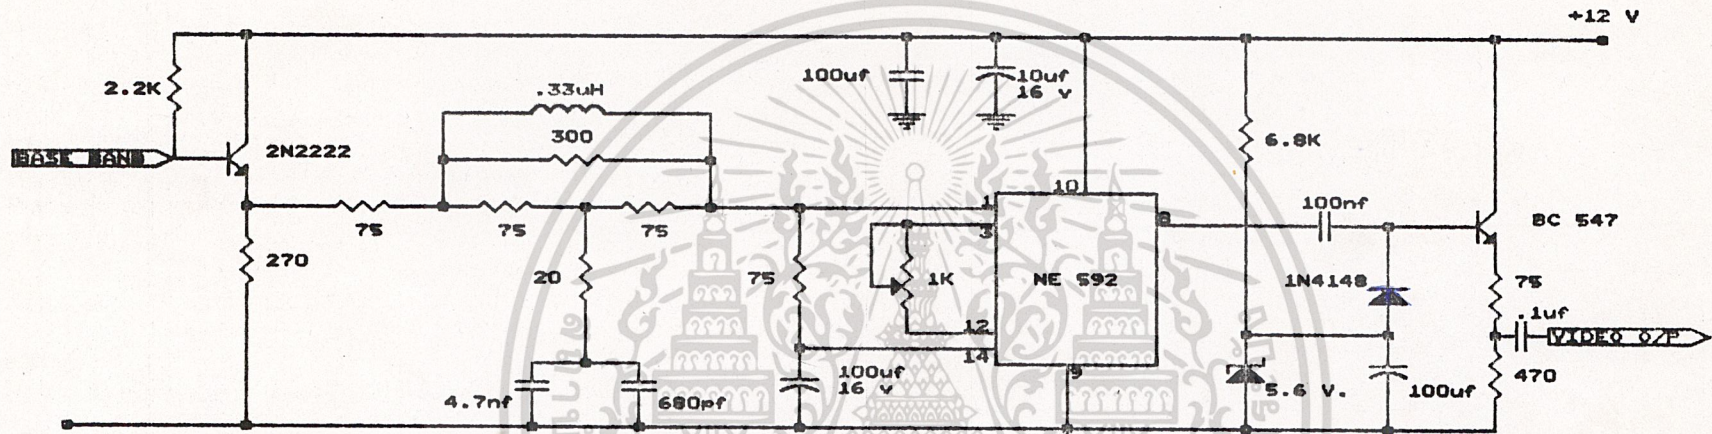 +12 V
2.2K
100uf
10uf
16 v
.33uH
300
6.8K
BASE BAND
2N2222
10
1
3
8
100nf
BC 547
75
75
75
270
20
75
1K
NE 592
1N4148
75
.1uf
VIDEO O/P
12
14
9
100uf
16 v
5.6 V.
100uf
470
4.7nf
680pf